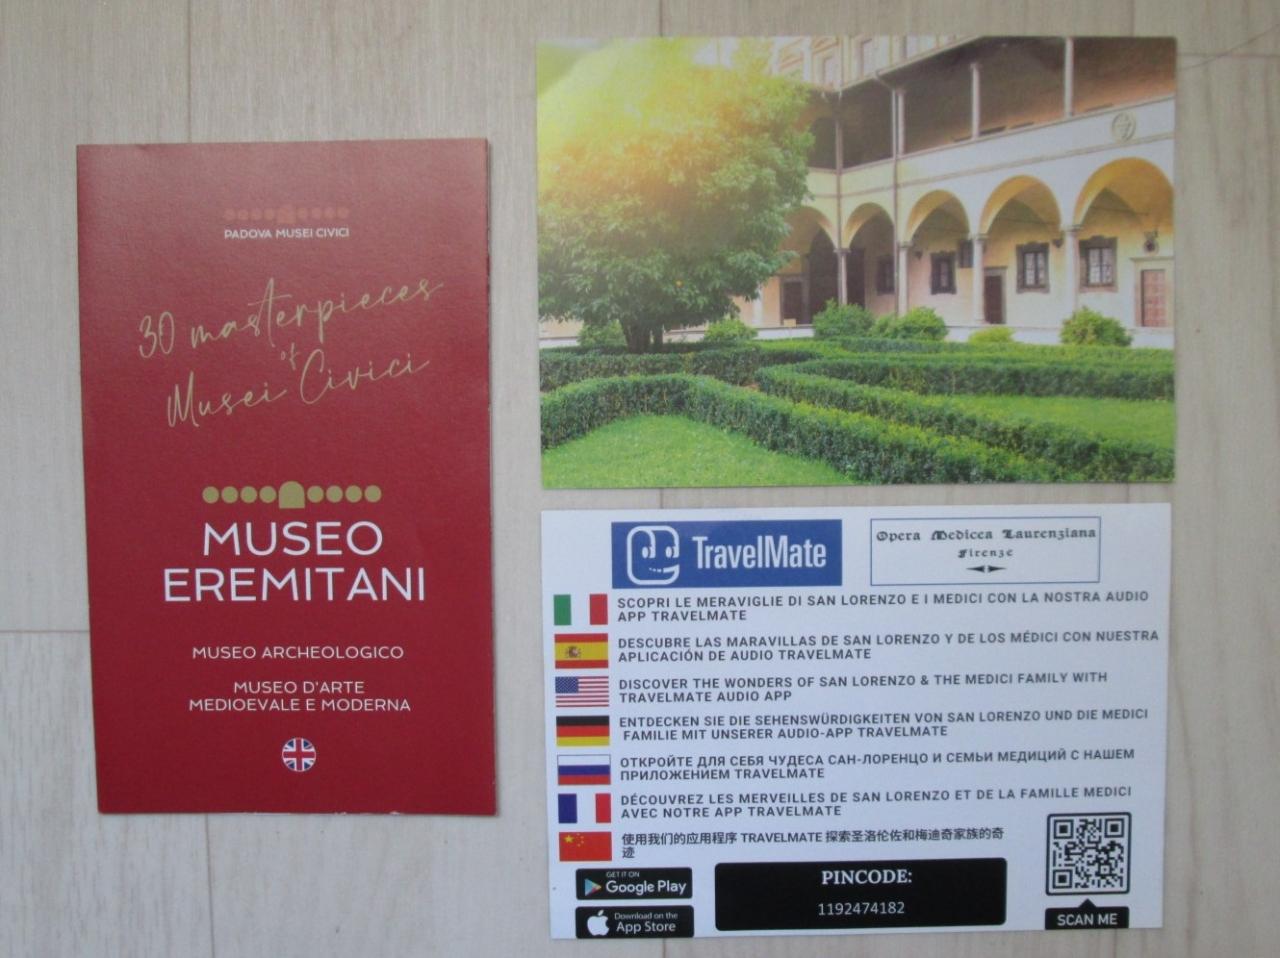 PADOVA MUSEI CIVICI
30 masterpieces
of
Musei Civici
MUSEO
EREMITANI
MUSEO ARCHEOLOGICO
MUSEO D'ARTE
MEDIOEVALE E MODERNA
TravelMate
Opera Medicea Laurenziana
Firenze
SCOPRI LE MERAVIGLIE DI SAN LORENZO E I MEDICI CON LA NOSTRA AUDIO
APP TRAVELMATE
DESCUBRE LAS MARAVILLAS DE SAN LORENZO Y DE LOS MÉDICI CON NUESTRA
APLICACIÓN DE AUDIO TRAVELMATE
DISCOVER THE WONDERS OF SAN LORENZO & THE MEDICI FAMILY WITH
TRAVELMATE AUDIO APP
ENTDECKEN SIE DIE SEHENSWÜRDIGKEITEN VON SAN LORENZO UND DIE MEDICI
FAMILIE MIT UNSERER AUDIO-APP TRAVELMATE
ОТКРОЙТЕ ДЛЯ СЕБЯ ЧУДЕСА САН-ЛОРЕНЦО И СЕМЬИ МЕДИЦИЙ С НАШЕМ
ПРИЛОЖЕНИЕМ TRAVELMATE
DÉCOUVREZ LES MERVEILLES DE SAN LORENZO ET DE LA FAMILLE MEDICI
AVEC NOTRE APP TRAVELMATE
使用我们的应用程序 TRAVELMATE 探索圣洛伦佐和梅迪奇家族的奇
迹
GET IT ON
Google Play
Download on the
App Store
PINCODE:
1192474182
SCAN ME